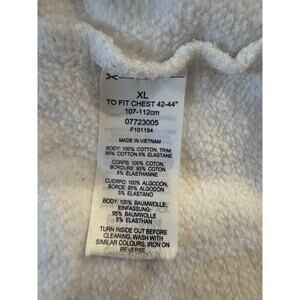 XL
TO FIT CHEST 42-44"
107-112cm
07723005
F101154
MADE IN VIETNAM
BODY: 100% COTTON, TRIM:
95% COTTON 5% ELASTANE
CORPS: 100% COTON,
BORDURE: 95% COTON
5% ÉLASTHANNE
CUERPO: 100% ALGODÓN,
BORDE: 95% ALGODÓN
5% ELASTANO
BODY: 100% BAUMWOLLE,
EINFASSUNG:
95% BAUMWOLLE
5% ELASTHAN
TURN INSIDE OUT BEFORE
CLEANING, WASH WITH
SIMILAR COLOURS, IRON ON
REVERSE